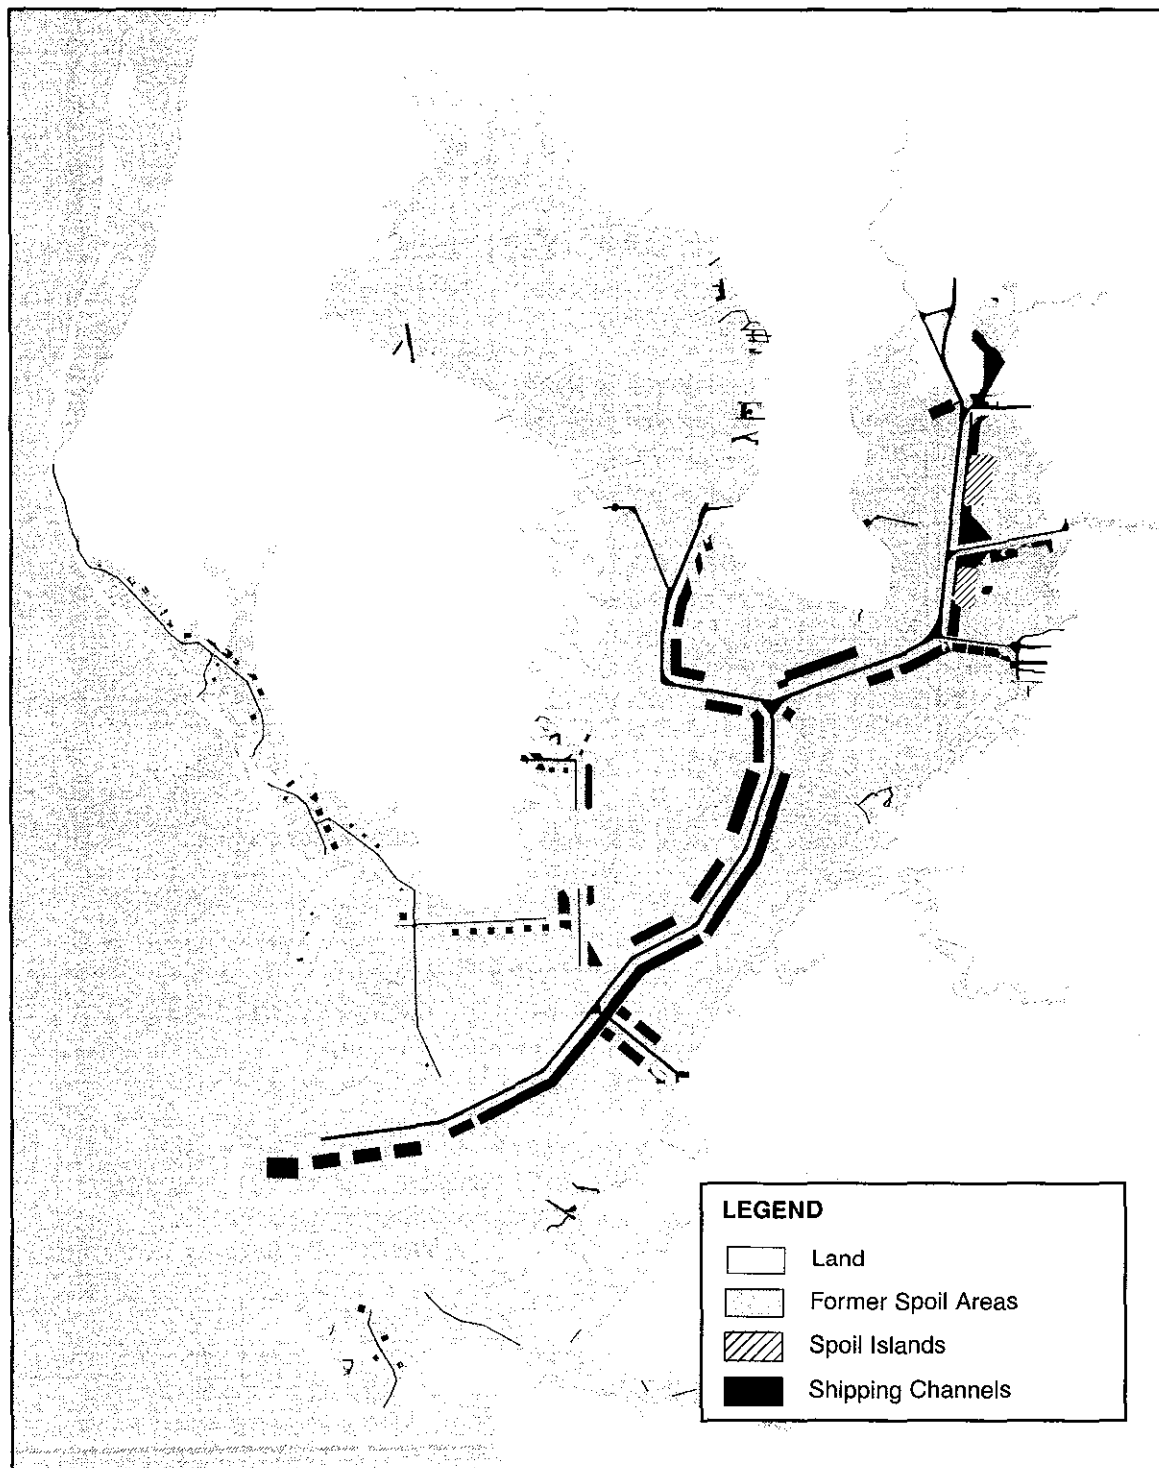 LEGEND
Land
Former Spoil Areas
Spoil Islands
Shipping Channels